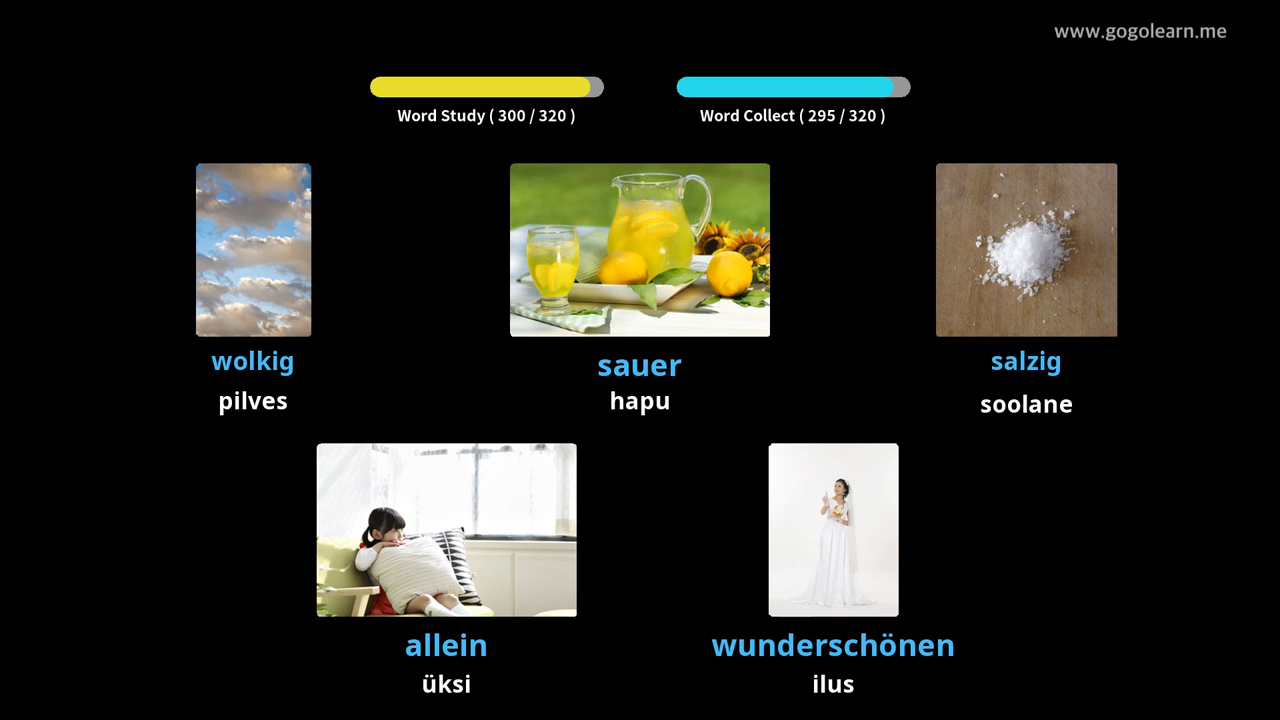 www.gogolearn.me
Word Study ( 300 / 320 )
Word Collect ( 295 / 320 )
wolkig
pilves
sauer
hapu
salzig
soolane
allein
üksi
wunderschönen
ilus